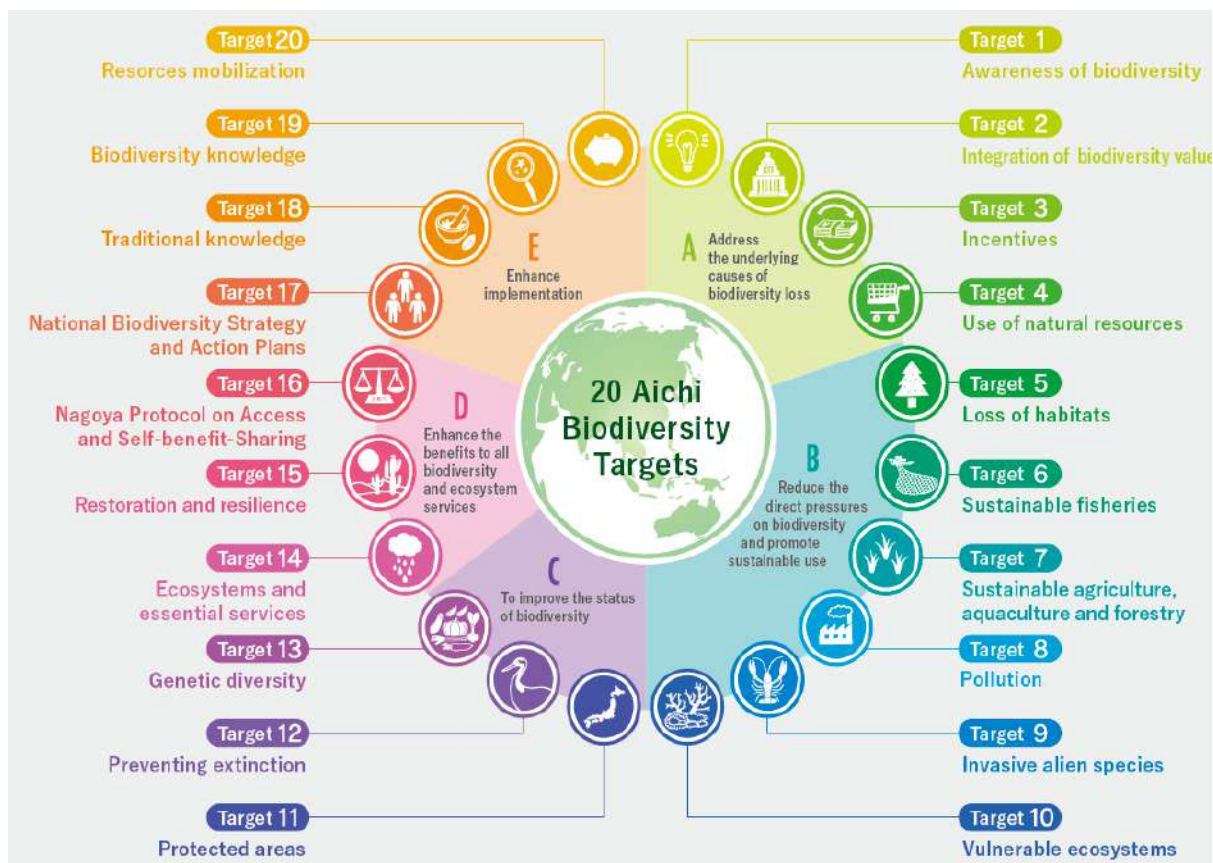 Target 20
Resorces mobilization
Target 19
Biodiversity knowledge
Target 18
Traditional knowledge
Target 17
National Biodiversity Strategy
and Action Plans
Target 16
Nagoya Protocol on Access
and Self-benefit-Sharing
Target 15
Restoration and resilience
Target 14
Ecosystems and
essential services
Target 13
Genetic diversity
Target 12
Preventing extinction
Target 11
Protected areas
E
Enhance
implementation
A
Address
the underlying
causes of
biodiversity loss
20 Aichi
Biodiversity
Targets
D
Enhance the
benefits to all
biodiversity
and ecosystem
services
B
Reduce the
direct pressures
on biodiversity
and promote
sustainable use
C
To improve the status
of biodiversity
Target 1
Awareness of biodiversity
Target 2
Integration of biodiversity value
Target 3
Incentives
Target 4
Use of natural resources
Target 5
Loss of habitats
Target 6
Sustainable fisheries
Target 7
Sustainable agriculture,
aquaculture and forestry
Target 8
Pollution
Target 9
Invasive alien species
Target 10
Vulnerable ecosystems